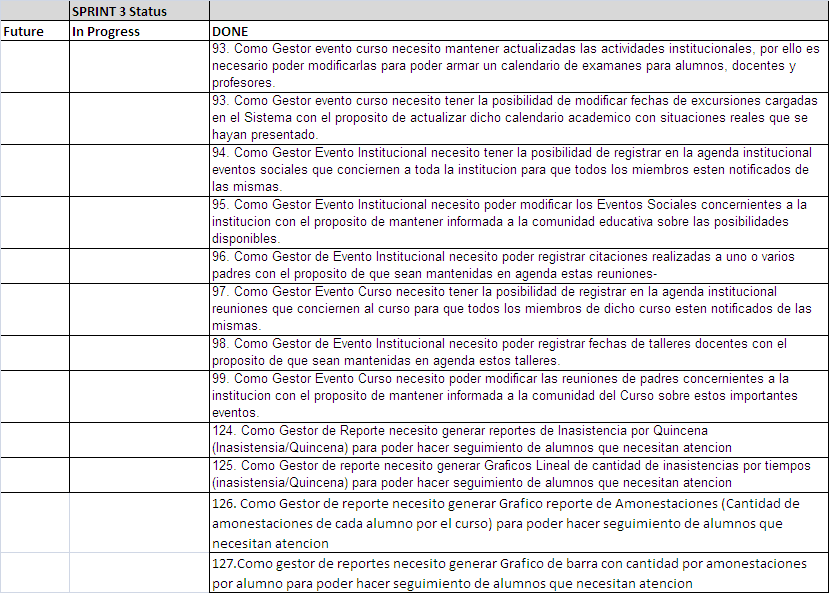 SPRINT 3 Status
Future In Progress DONE
93. Como Gestor evento curso necesito mantener actualizadas las actividades institucionales, por ello es
necesario poder modificarlas para poder armar un calendario de examanes para alumnos, docentes y
profesores.
93. Como Gestor evento curso necesito tener la posibilidad de modificar fechas de excursiones cargadas
en el Sistema con el proposito de actualizar dicho calendario academico con situaciones reales que se
hayan presentado.
94. Como Gestor Evento Institucional necesito tener la posibilidad de registrar en la agenda institucional
eventos sociales que conciernen a toda la institucion para que todos los miembros esten notificados de
las mismas.
95. Como Gestor Evento Institucional necesito poder modificar los Eventos Sociales concernientes a la
institucion con el proposito de mantener informada a la comunidad educativa sobre las posibilidades
disponibles.
96. Como Gestor de Evento Institucional necesito poder registrar citaciones realizadas a uno o varios
padres con el proposito de que sean mantenidas en agenda estas reuniones-
97. Como Gestor Evento Curso necesito tener la posibilidad de registrar en la agenda institucional
reuniones que conciernen al curso para que todos los miembros de dicho curso esten notificados de las
mismas.
98. Como Gestor de Evento Institucional necesito poder registrar fechas de talleres docentes con el
proposito de que sean mantenidas en agenda estos talleres.
99. Como Gestor Evento Curso necesito poder modificar las reuniones de padres concernientes a la
institucion con el proposito de mantener informada a la comunidad del Curso sobre estos importantes
eventos.
124. Como Gestor de Reporte necesito generar reportes de Inasistencia por Quincena
(Inasistensia/Quincena) para poder hacer seguimiento de alumnos que necesitan atencion
125. Como Gestor de reporte necesito generar Graficos Lineal de cantidad de inasistencias por tiempos
(inasistensia/Quincena) para poder hacer seguimiento de alumnos que necesitan atencion
126. Como Gestor de reporte necesito generar Grafico reporte de Amonestaciones (Cantidad de
amonestaciones de cada alumno por el curso) para poder hacer seguimiento de alumnos que
necesitan atencion
127.Como gestor de reportes necesito generar Grafico de barra con cantidad por amonestaciones
por alumno para poder hacer seguimiento de alumnos que necesitan atencion